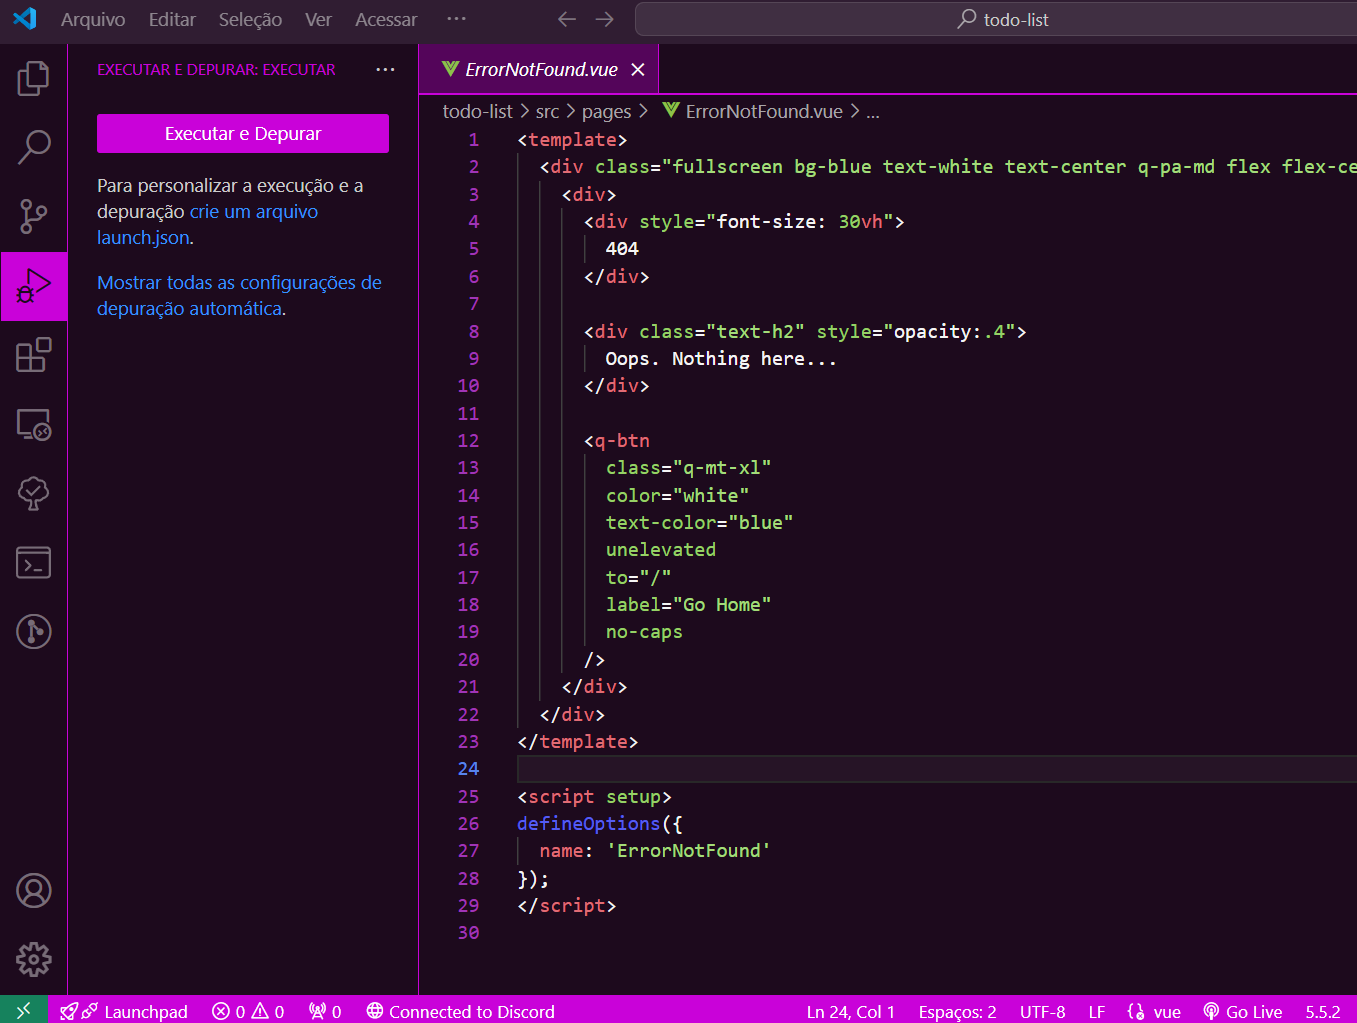 Arquivo Editar Seleção Ver Acessar ··· todo-list
EXECUTAR E DEPURAR: EXECUTAR ···
Executar e Depurar
Para personalizar a execução e a
depuração crie um arquivo
launch.json.
Mostrar todas as configurações de
depuração automática.
ErrorNotFound.vue
todo-list > src > pages > ErrorNotFound.vue > ...
1 <template>
2 <div class="fullscreen bg-blue text-white text-center q-pa-md flex flex-ce
3 <div>
4 <div style="font-size: 30vh">
5 404
6 </div>
7
8 <div class="text-h2" style="opacity:.4">
9 Oops. Nothing here...
10 </div>
11
12 <q-btn
13 class="q-mt-xl"
14 color="white"
15 text-color="blue"
16 unelevated
17 to="/"
18 label="Go Home"
19 no-caps
20 />
21 </div>
22 </div>
23 </template>
24
25 <script setup>
26 defineOptions({
27 name: 'ErrorNotFound'
28 });
29 </script>
30
Launchpad 0 0 0 Connected to Discord Ln 24, Col 1 Espaços: 2 UTF-8 LF vue Go Live 5.5.2